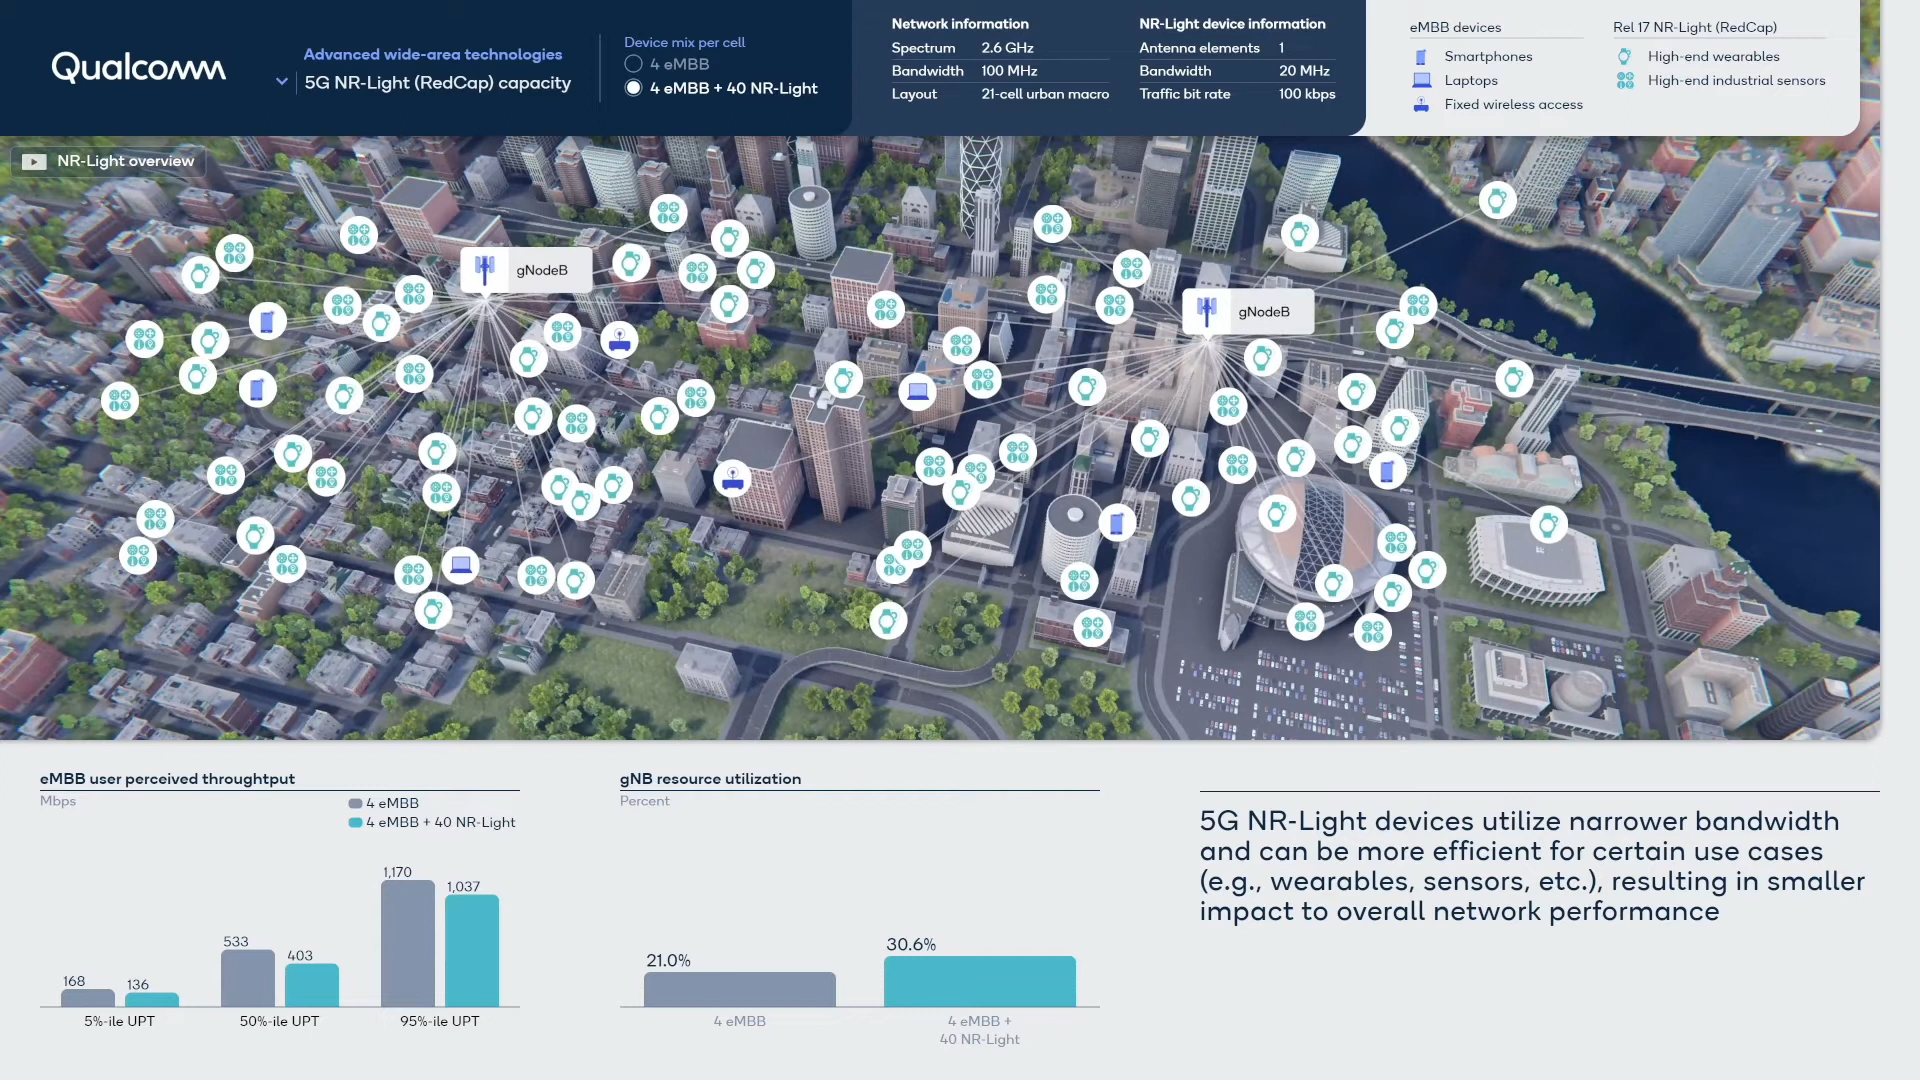 Qualcomm
Advanced wide-area technologies
5G NR-Light (RedCap) capacity
Device mix per cell
4 eMBB
4 eMBB + 40 NR-Light
Network information
Spectrum 2.6 GHz
Bandwidth 100 MHz
Layout 21-cell urban macro
NR-Light device information
Antenna elements 1
Bandwidth 20 MHz
Traffic bit rate 100 kbps
eMBB devices
Smartphones
Laptops
Fixed wireless access
Rel 17 NR-Light (RedCap)
High-end wearables
High-end industrial sensors
NR-Light overview
gNodeB
gNodeB
eMBB user perceived throughtput
Mbps
4 eMBB
4 eMBB + 40 NR-Light
168
136
533
403
1,170
1,037
5%-ile UPT
50%-ile UPT
95%-ile UPT
gNB resource utilization
Percent
21.0%
30.6%
4 eMBB
4 eMBB +
40 NR-Light
5G NR-Light devices utilize narrower bandwidth
and can be more efficient for certain use cases
(e.g., wearables, sensors, etc.), resulting in smaller
impact to overall network performance